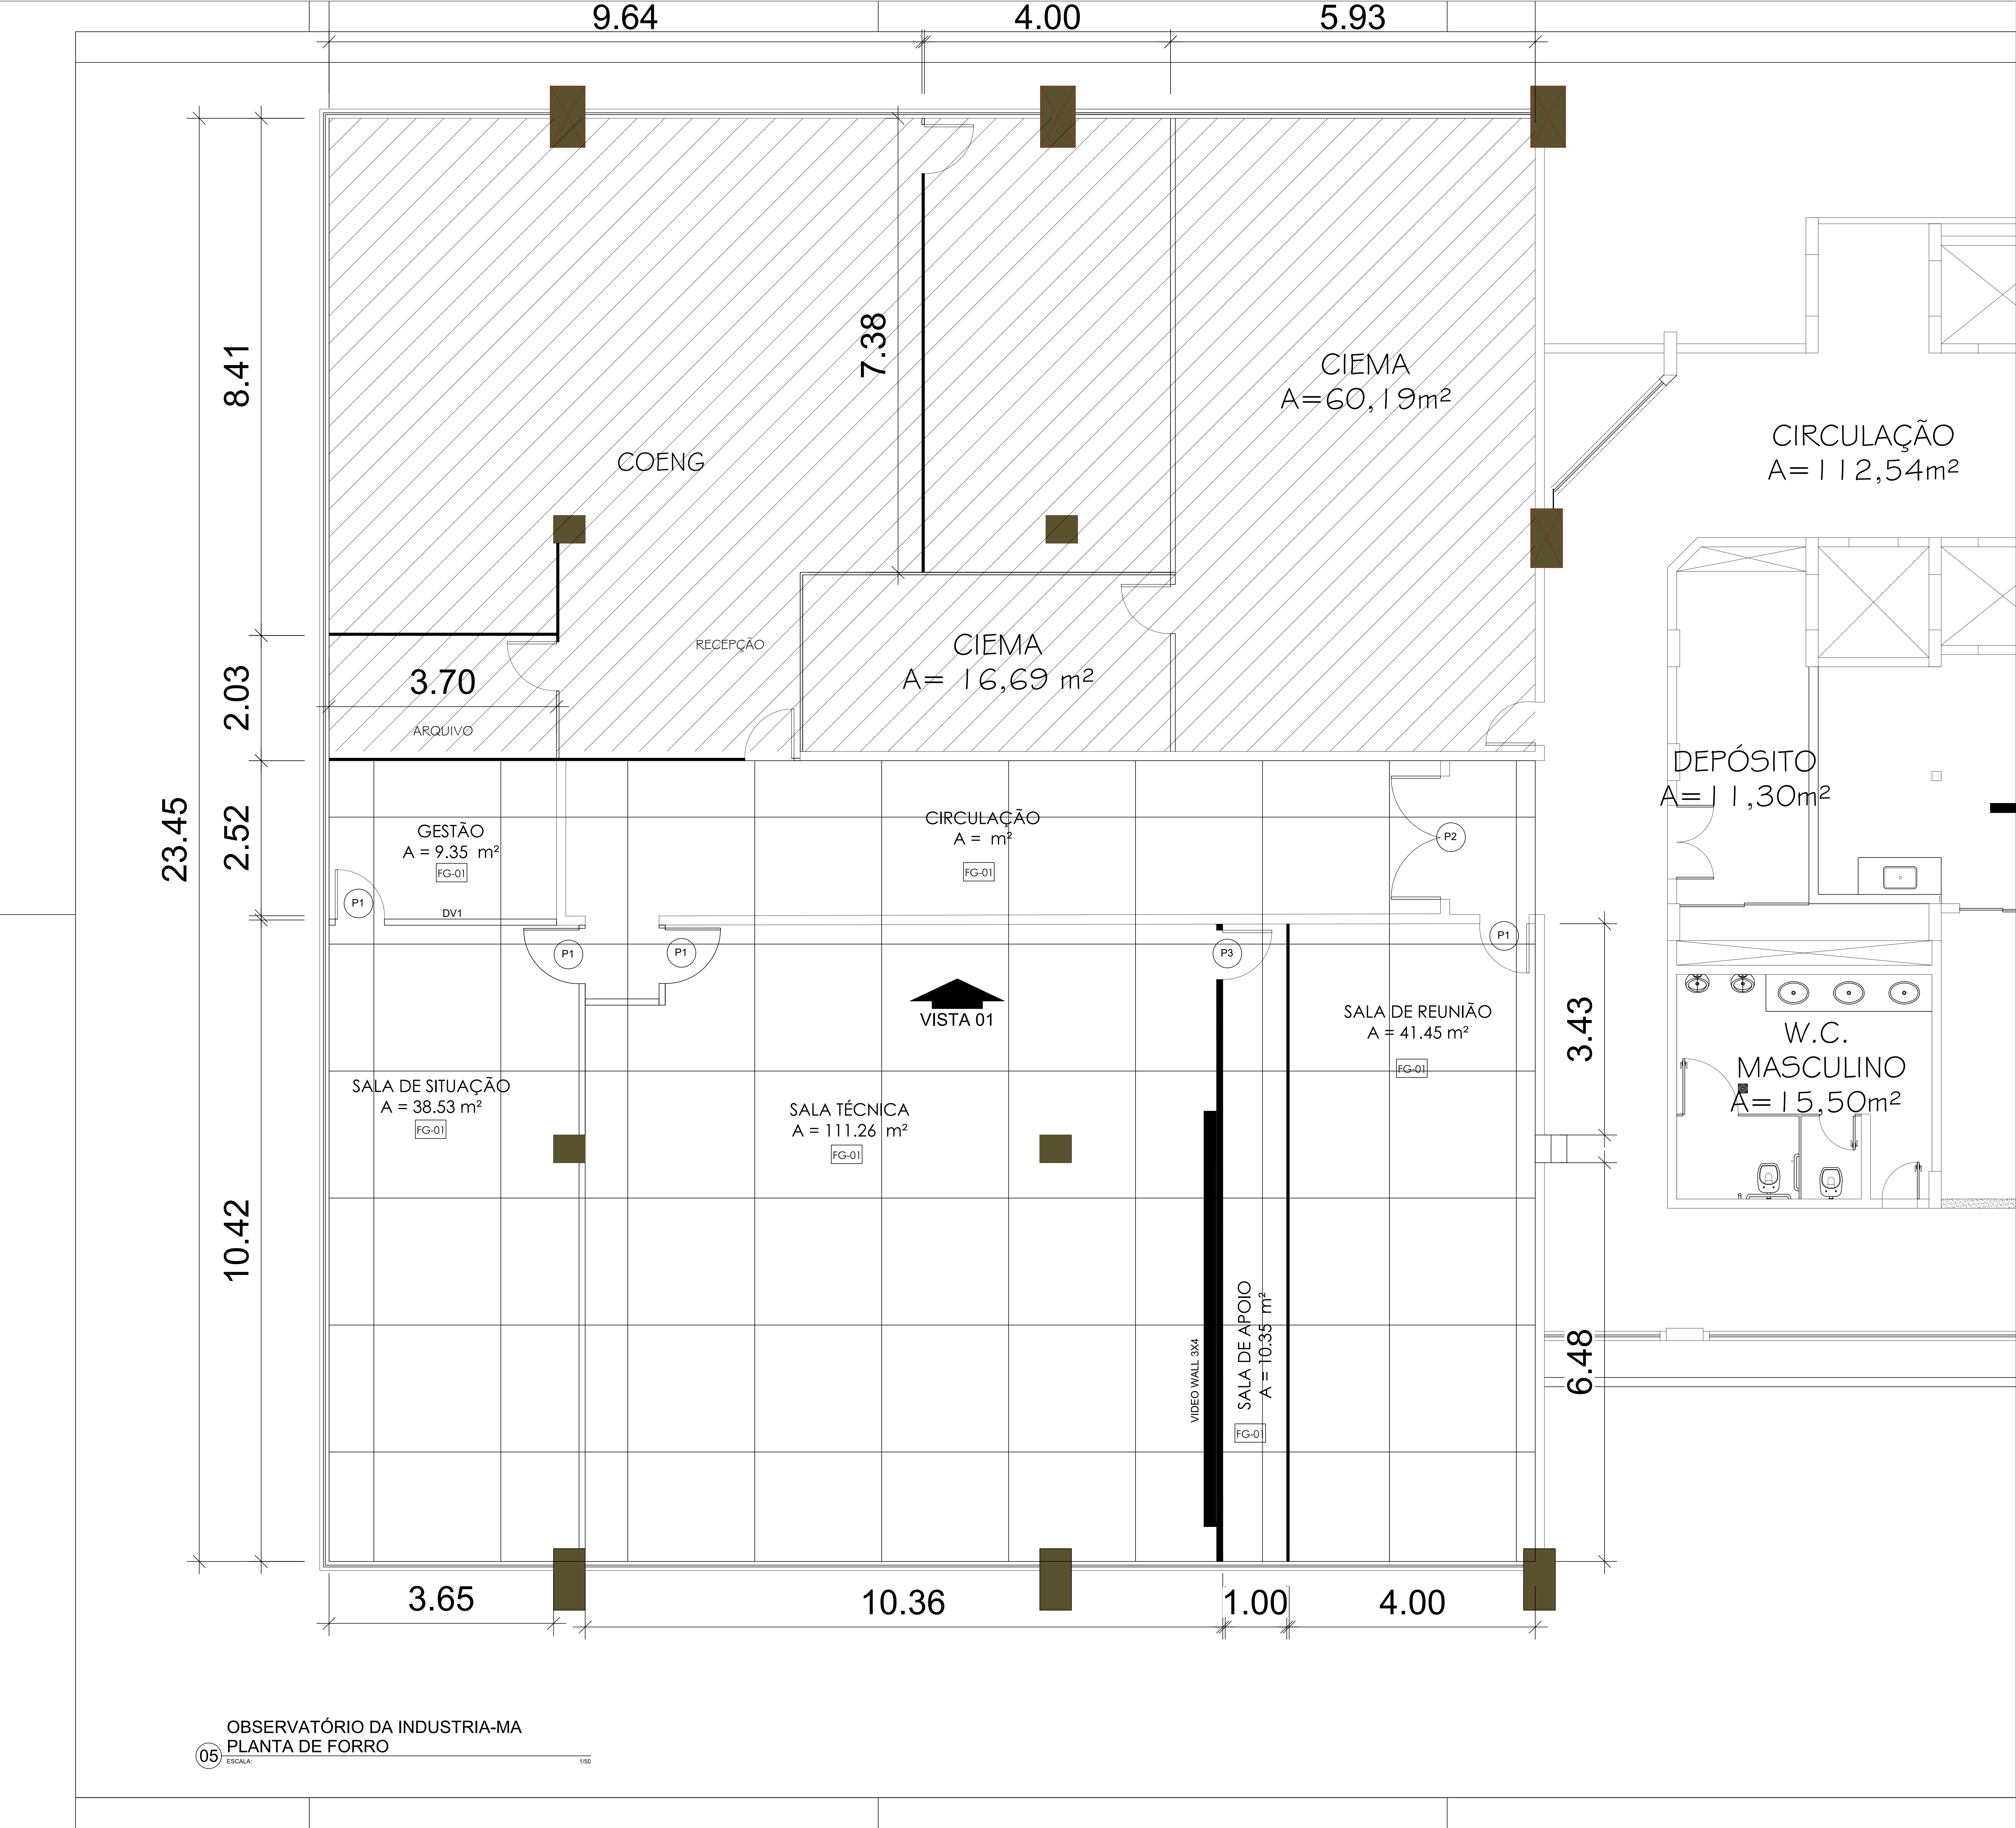 9.64
4.00
5.93
8.41
7.38
CIEMA
A=60,19m²
CIRCULAÇÃO
A=112,54m²
COENG
RECEPÇÃO
CIEMA
A= 16,69 m²
2.03
3.70
ARQUIVO
DEPÓSITO
A=11,30m²
23.45
2.52
GESTÃO
A = 9.35 m²
FG-01
CIRCULAÇÃO
A = m²
FG-01
P2
P1
DV1
P1
P1
P3
P1
VISTA 01
SALA DE REUNIÃO
A = 41.45 m²
FG-01
3.43
W.C.
MASCULINO
A=15,50m²
SALA DE SITUAÇÃO
A = 38.53 m²
FG-01
SALA TÉCNICA
A = 111.26 m²
FG-01
10.42
VIDEO WALL 3X4
SALA DE APOIO
A = 10.35 m²
FG-01
6.48
3.65
10.36
1.00
4.00
05
OBSERVATÓRIO DA INDUSTRIA-MA
PLANTA DE FORRO
ESCALA: 1/50